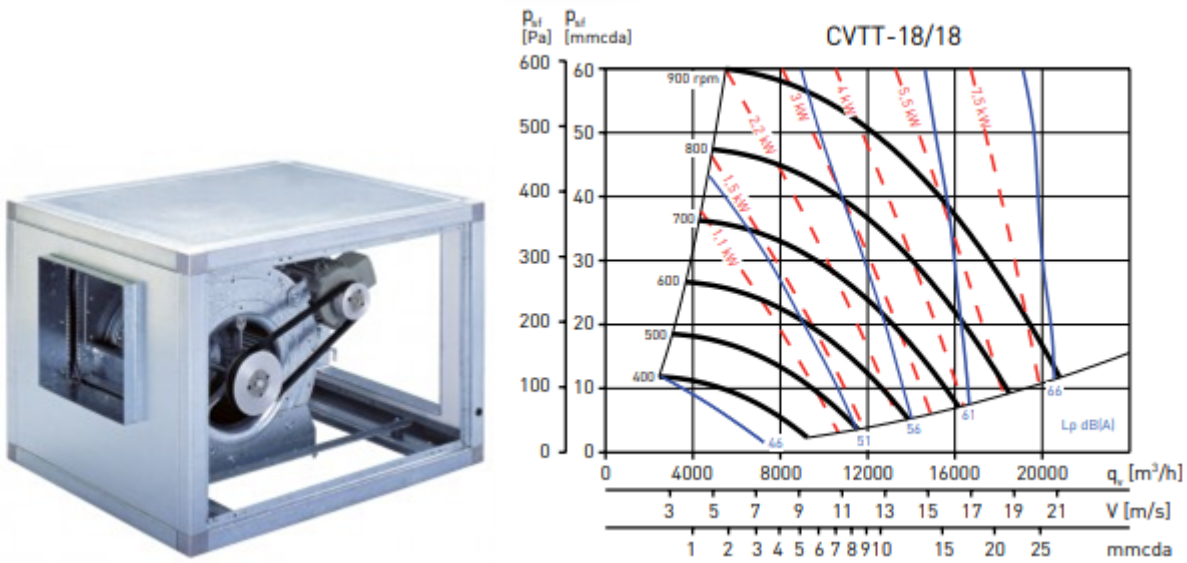 CVTT-18/18
p_sf p_sf
[Pa] [mmcda]
600 60
500 50
400 40
300 30
200 20
100 10
0 0
900 rpm
800
700
600
500
400
1,1 kW
1,5 kW
2,2 kW
3 kW
4 kW
5,5 kW
7,5 kW
46
51
56
61
66
Lp dB(A)
0 4000 8000 12000 16000 20000 q_v [m³/h]
3 5 7 9 11 13 15 17 19 21 V [m/s]
1 2 3 4 5 6 7 8 9 10 15 20 25 mmcda